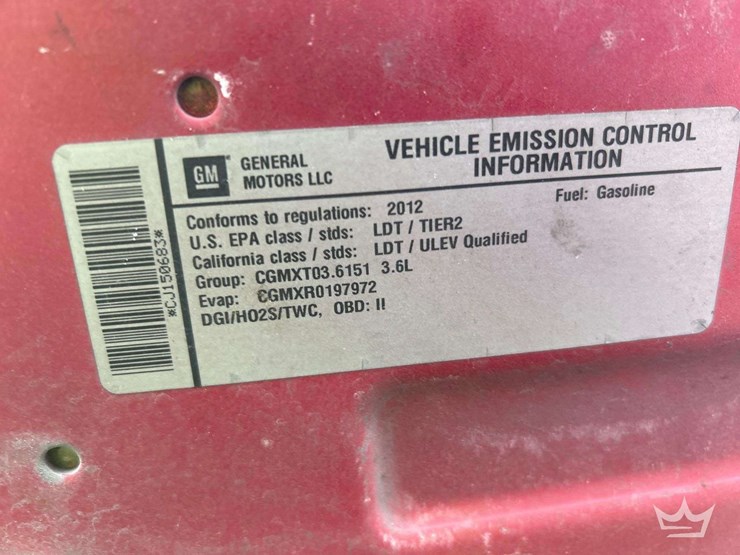 *CJ150683*
GM
GENERAL
MOTORS LLC
VEHICLE EMISSION CONTROL
INFORMATION
Fuel: Gasoline
Conforms to regulations: 2012
U.S. EPA class / stds: LDT / TIER2
California class / stds: LDT / ULEV Qualified
Group: CGMXT03.6151 3.6L
Evap: CGMXR0197972
DGI/HO2S/TWC, OBD: II